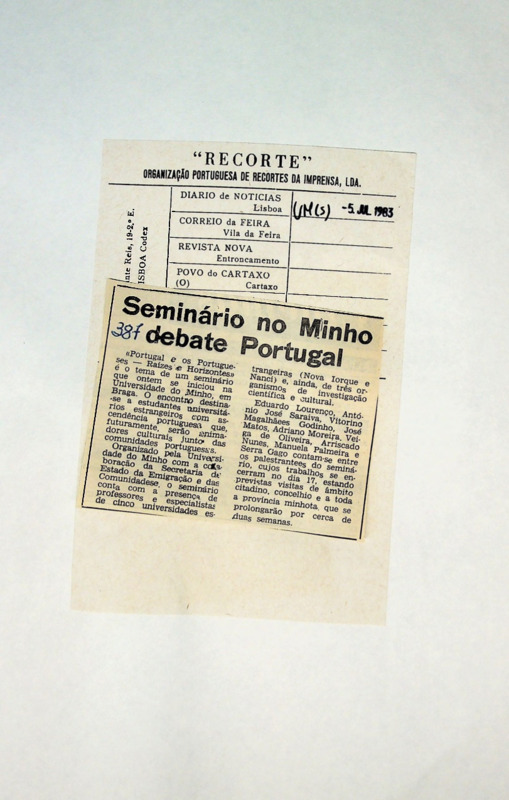 "RECORTE"
ORGANIZAÇÃO PORTUGUESA DE RECORTES DA IMPRENSA, LDA.
nte Reis, 19-2.º E.
ISBOA Codex
DIARIO de NOTICIAS
Lisboa
CORREIO da FEIRA
Vila da Feira
REVISTA NOVA
Entroncamento
POVO do CARTAXO
(O) Cartaxo
UM(s) -5 JUL 1983
Seminário no Minho
387 debate Portugal
«Portugal e os Portugue-
ses — Raízes e Horizontes»
é o tema de um seminário
que ontem se iniciou na
Universidade do Minho, em
Braga. O encontro destina-
-se a estudantes universitá-
rios estrangeiros com as-
cendência portuguesa que,
futuramente, serão anima-
dores culturais junto das
comunidades portuguesas.
Organizado pela Universi-
dade do Minho com a cola-
boração da Secretaria de
Estado da Emigração e das
Comunidadese, o seminário
conta com a presença de
professores e especialistas
de cinco universidades es-
trangeiras (Nova Iorque e
Nanci) e, ainda, de três or-
ganismos de investigação
científica e cultural.
Eduardo Lourenço, Antó-
nio José Saraiva, Vitorino
Magalhães Godinho, José
Matos, Adriano Moreira, Vei-
ga de Oliveira, Arriscado
Nunes, Manuela Palmeira e
Serra Gago contam-se entre
os palestrantes do seminá-
rio, cujos trabalhos se en-
cerram no dia 17, estando
previstas visitas de âmbito
citadino, concelhio e a toda
a província minhota, que se
prolongarão por cerca de
duas semanas.